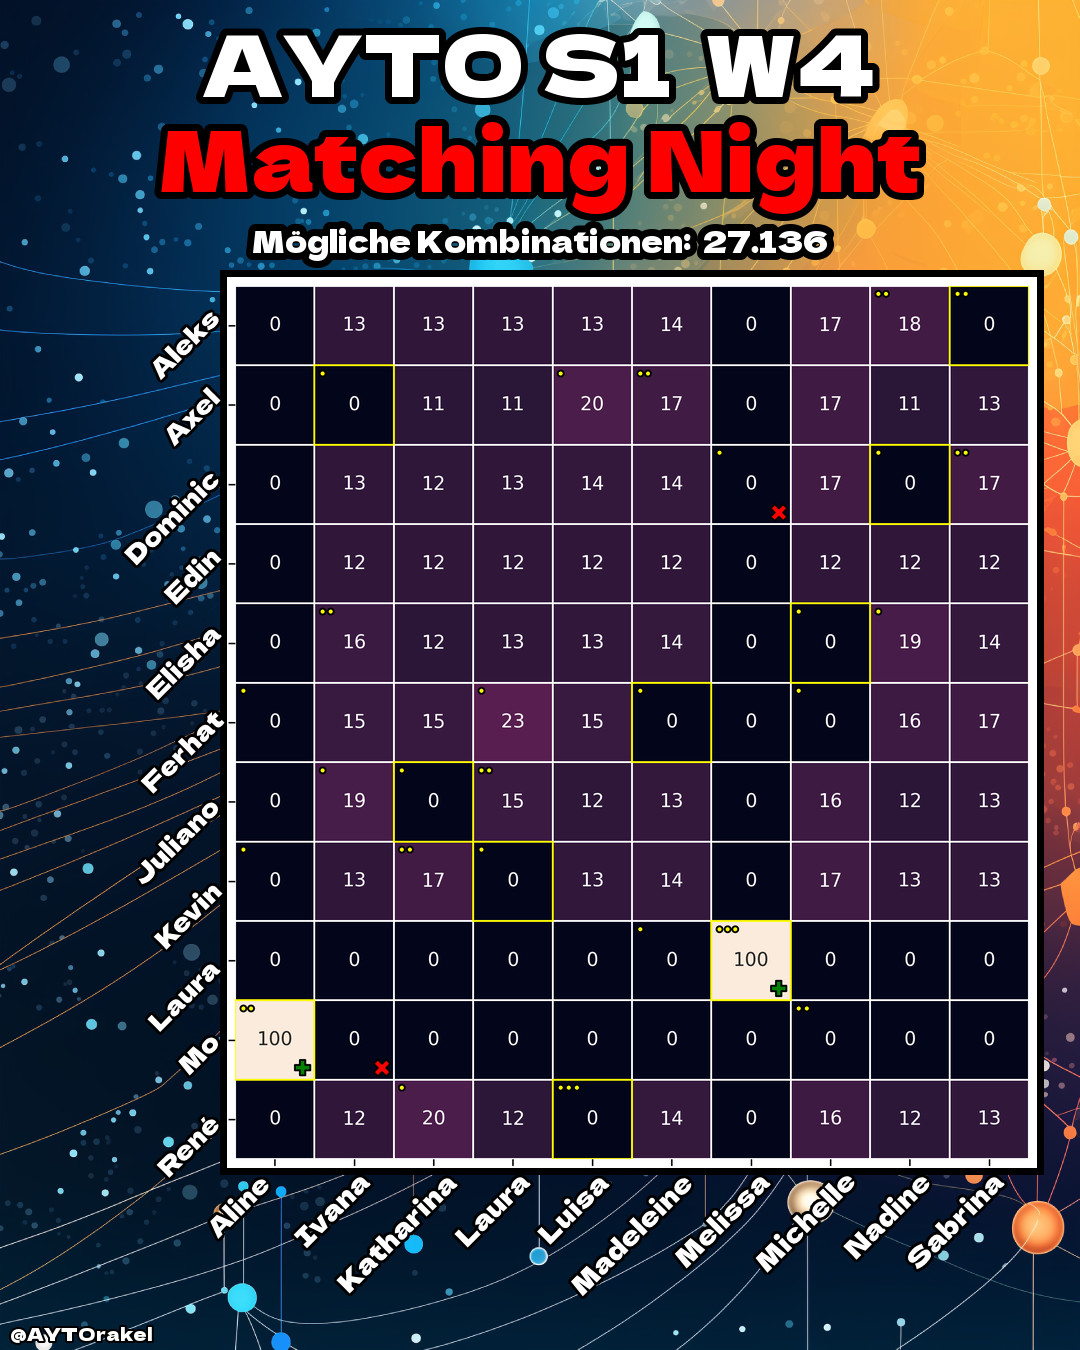 AYTO S1 W4
Matching Night
Mögliche Kombinationen: 27.136
Aleks 0 13 13 13 13 14 0 17 18 0
Axel 0 0 11 11 20 17 0 17 11 13
Dominic 0 13 12 13 14 14 0 17 0 17
Edin 0 12 12 12 12 12 0 12 12 12
Elisha 0 16 12 13 13 14 0 0 19 14
Ferhat 0 15 15 23 15 0 0 0 16 17
Juliano 0 19 0 15 12 13 0 16 12 13
Kevin 0 13 17 0 13 14 0 17 13 13
Laura 0 0 0 0 0 0 100 0 0 0
Mo 100 0 0 0 0 0 0 0 0 0
René 0 12 20 12 0 14 0 16 12 13
Aline Ivana Katharina Laura Luisa Madeleine Melissa Michelle Nadine Sabrina
@AYTOrakel